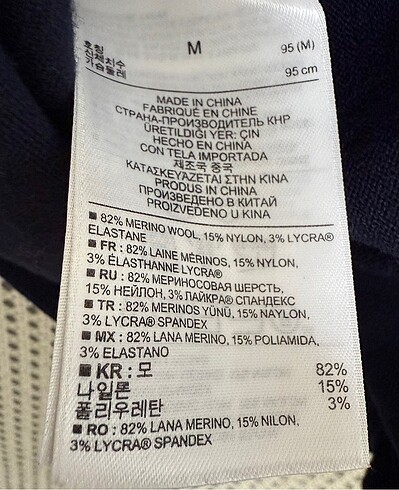 호칭 M 95 (M)
신체치수
가슴둘레 95 cm
MADE IN CHINA
FABRIQUÉ EN CHINE
СТРАНА-ПРОИЗВОДИТЕЛЬ КНР
ÜRETILDIĞI YER: ÇIN
HECHO EN CHINA
CON TELA IMPORTADA
제조국 중국
ΚΑΤΑΣΚΕΥΑΖΕΤΑΙ ΣΤΗΝ ΚΙΝΑ
PRODUS IN CHINA
ПРОИЗВЕДЕНО В КИТАЙ
PROIZVEDENO U KINA
■ 82% MERINO WOOL, 15% NYLON, 3% LYCRA®
ELASTANE
■ FR : 82% LAINE MÉRINOS, 15% NYLON,
3% ÉLASTHANNE LYCRA®
■ RU : 82% МЕРИНОСОВАЯ ШЕРСТЬ,
15% НЕЙЛОН, 3% ЛАЙКРА® СПАНДЕКС
■ TR : 82% MERINOS YÜNÜ, 15% NAYLON,
3% LYCRA® SPANDEX
■ MX : 82% LANA MERINO, 15% POLIAMIDA,
3% ELASTANO
■ KR : 모 82%
나일론 15%
폴리우레탄 3%
■ RO : 82% LANA MERINO, 15% NILON,
3% LYCRA® SPANDEX